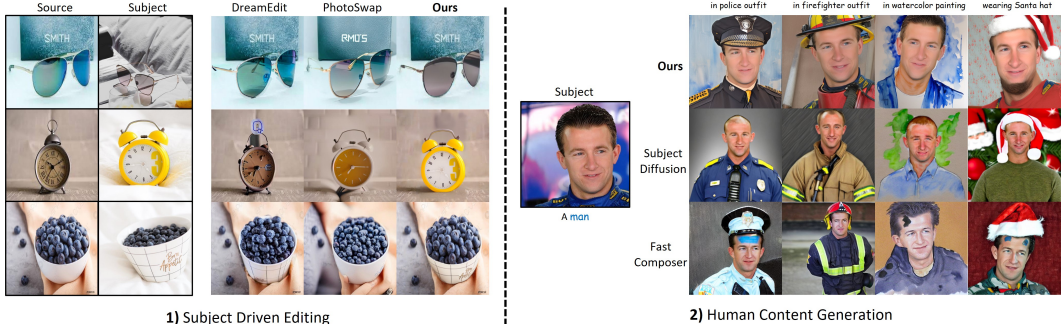 Source
Subject
DreamEdit
PhotoSwap
Ours
SMITH
SMITH
RMO'S
SMITH
1) Subject Driven Editing
in police outfit
in firefighter outfit
in watercolor painting
wearing Santa hat
Ours
Subject
A man
Subject
Diffusion
Fast
Composer
2) Human Content Generation